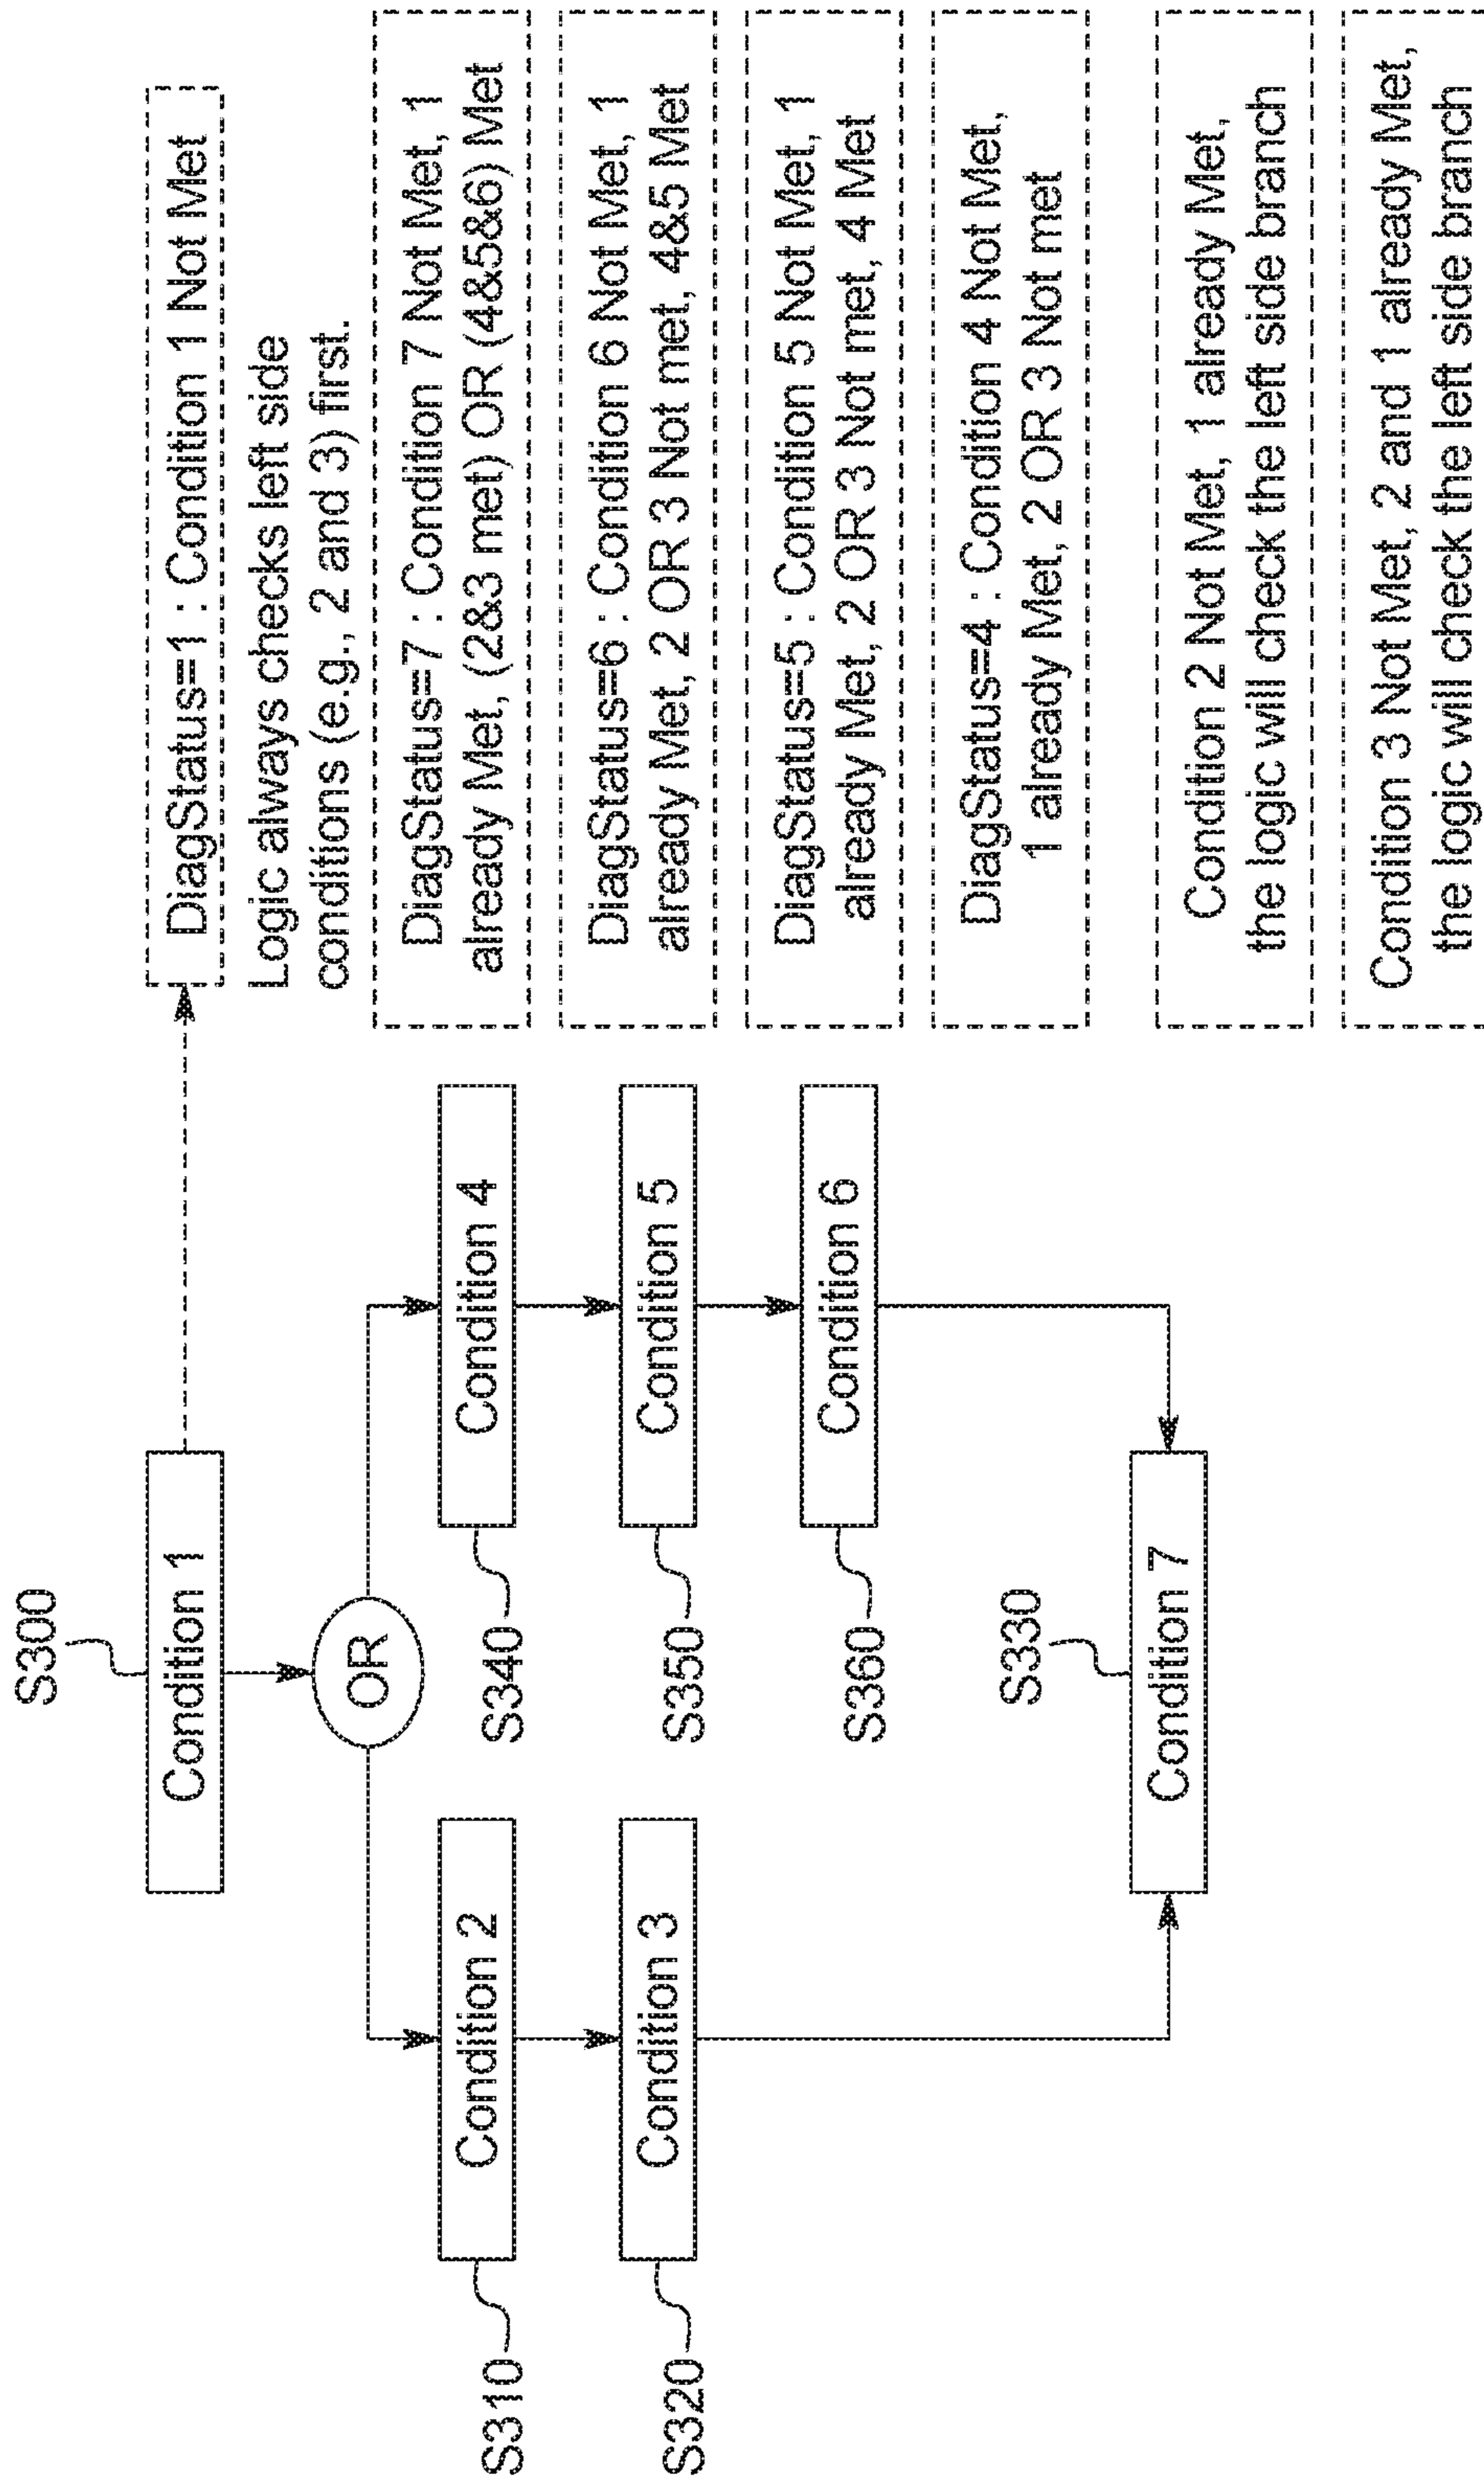 S300
Condition 1
DiagStatus=1 : Condition 1 Not Met
Logic always checks left side
conditions (e.g., 2 and 3) first.
OR
S310
Condition 2
S340
Condition 4
S320
Condition 3
S350
Condition 5
S360
Condition 6
S330
Condition 7
DiagStatus=7 : Condition 7 Not Met, 1
already Met, (2&3 met) OR (4&5&6) Met
DiagStatus=6 : Condition 6 Not Met, 1
already Met, 2 OR 3 Not met, 4&5 Met
DiagStatus=5 : Condition 5 Not Met, 1
already Met, 2 OR 3 Not met, 4 Met
DiagStatus=4 : Condition 4 Not Met,
1 already Met, 2 OR 3 Not met
Condition 2 Not Met, 1 already Met,
the logic will check the left side branch
Condition 3 Not Met, 2 and 1 already Met,
the logic will check the left side branch